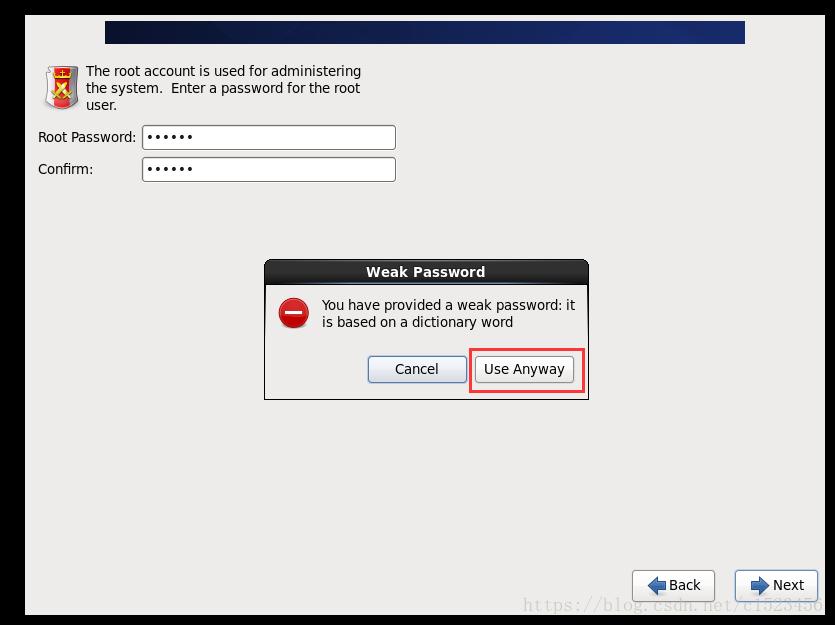 The root account is used for administering
the system.  Enter a password for the root
user.
Root Password: ••••••
Confirm: ••••••
Weak Password
You have provided a weak password: it
is based on a dictionary word
Cancel
Use Anyway
Back
Next
https://blog.csdn.net/c1523456